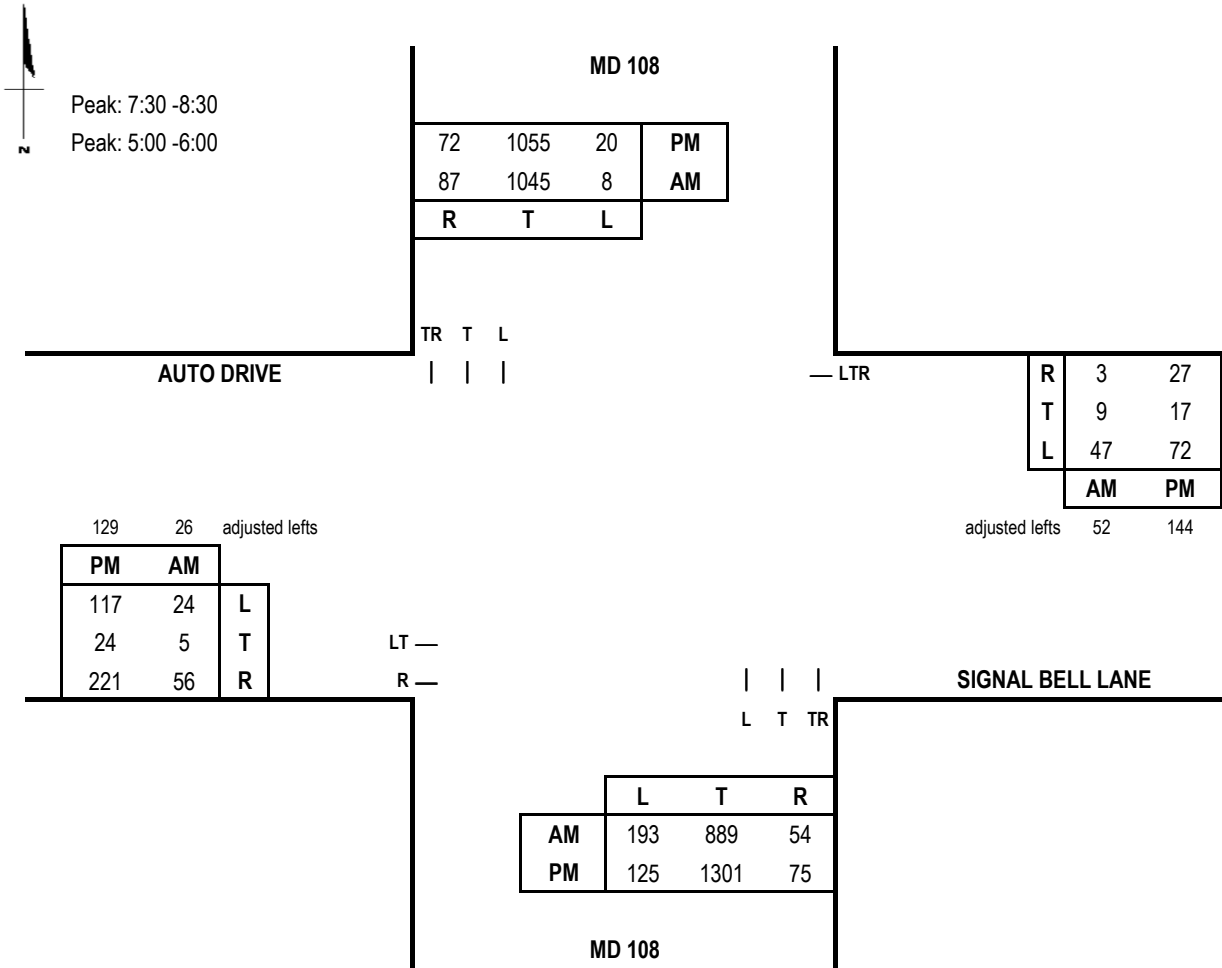 MD 108
Peak: 7:30 -8:30
Peak: 5:00 -6:00
N
72 1055 20 PM
87 1045 8 AM
R T L
TR T L
AUTO DRIVE
LTR
R 3 27
T 9 17
L 47 72
AM PM
adjusted lefts 52 144
129 26 adjusted lefts
PM AM
117 24 L
24 5 T
221 56 R
LT
R
SIGNAL BELL LANE
L T TR
L T R
AM 193 889 54
PM 125 1301 75
MD 108